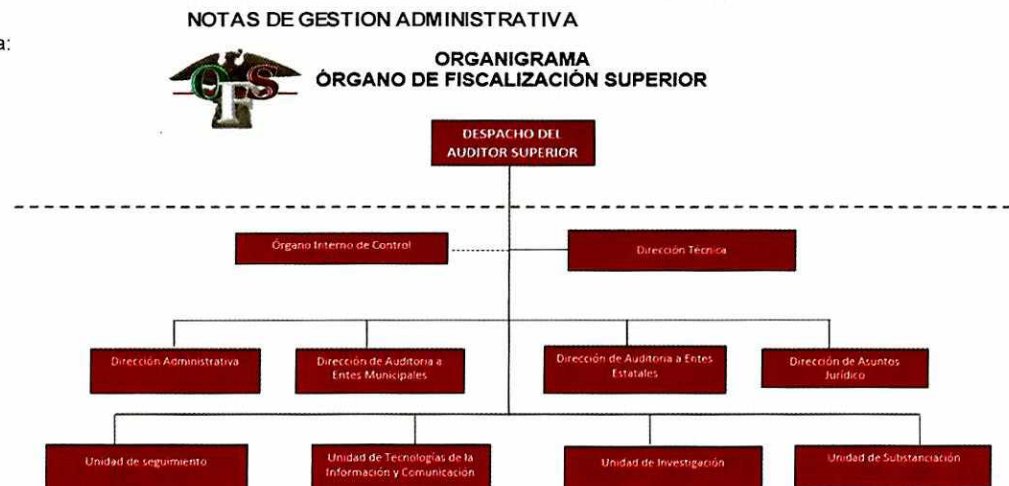 NOTAS DE GESTION ADMINISTRATIVA
a:
OFS
ORGANIGRAMA
ÓRGANO DE FISCALIZACIÓN SUPERIOR
DESPACHO DEL
AUDITOR SUPERIOR
Órgano Interno de Control
Dirección Técnica
Dirección Administrativa
Dirección de Auditoria a
Entes Municipales
Dirección de Auditoria a Entes
Estatales
Dirección de Asuntos
Jurídico
Unidad de seguimiento
Unidad de Tecnologías de la
Información y Comunicación
Unidad de Investigación
Unidad de Substanciación